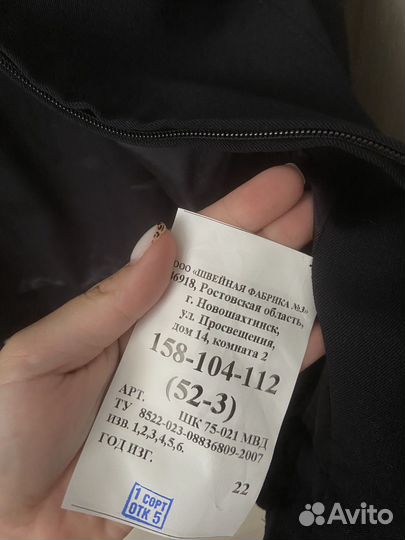 ООО «ШВЕЙНАЯ ФАБРИКА №3»
346918, Ростовская область,
г. Новошахтинск,
ул. Просвещения,
дом 14, комната 2
158-104-112
(52-3)
АРТ. ШК 75-021 МВД
ТУ 8522-023-08836809-2007
ИЗВ. 1,2,3,4,5,6.
ГОД ИЗГ. 22
1 СОРТ
ОТК 5
Avito